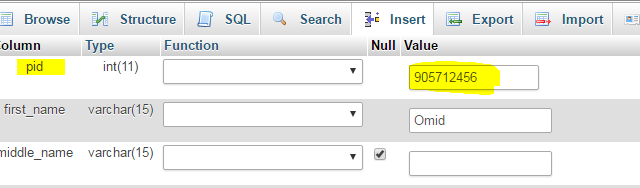 Browse Structure SQL Search Insert Export Import
Column Type Function Null Value
pid int(11) 905712456
first_name varchar(15) Omid
middle_name varchar(15)